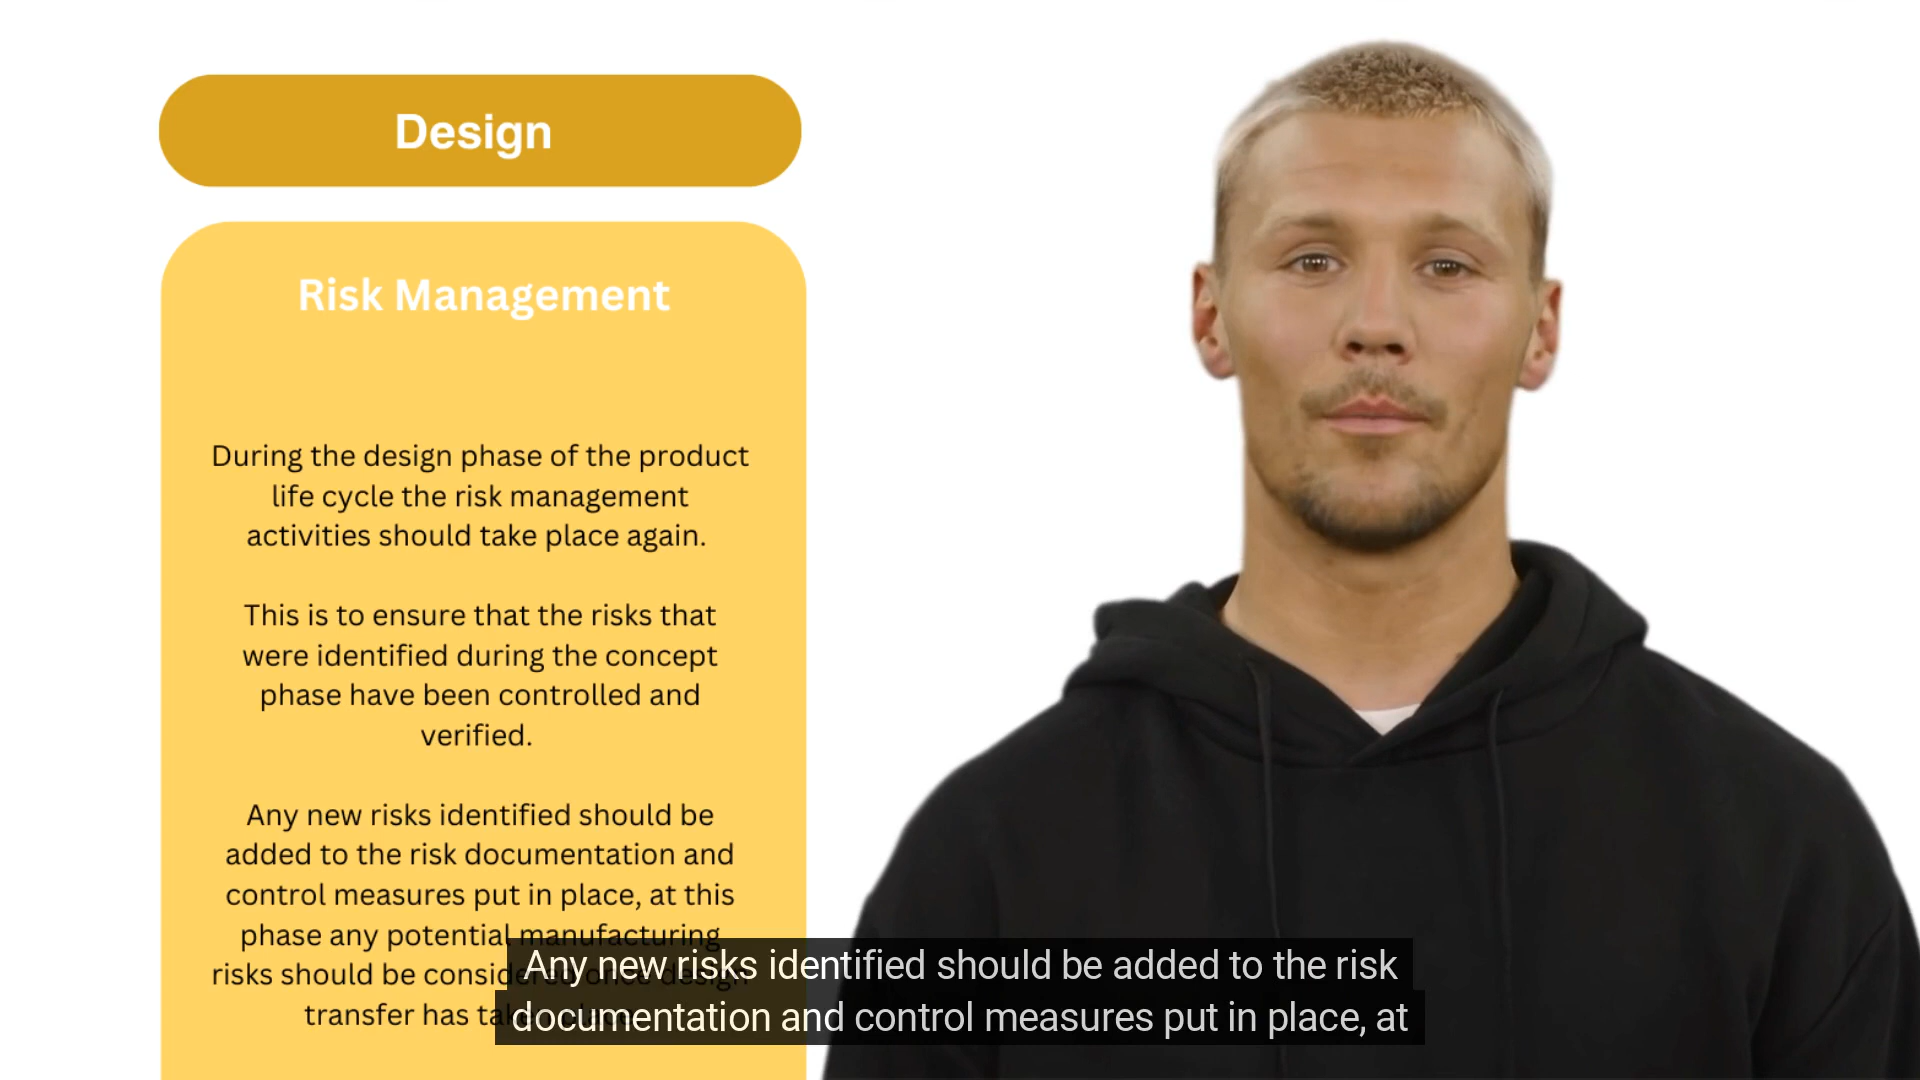 Design
Risk Management
During the design phase of the product
life cycle the risk management
activities should take place again.
This is to ensure that the risks that
were identified during the concept
phase have been controlled and
verified.
Any new risks identified should be
added to the risk documentation and
control measures put in place, at this
phase any potential manufacturing
risks should be considered once design
transfer has
Any new risks identified should be added to the risk
documentation and control measures put in place, at